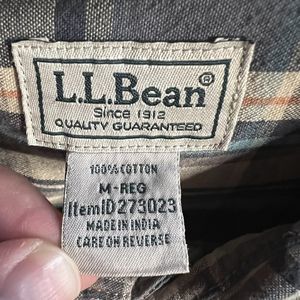 L.L.Bean®
Since 1912
QUALITY GUARANTEED
100% COTTON
M-REG
ItemID273023
MADE IN INDIA
CARE ON REVERSE